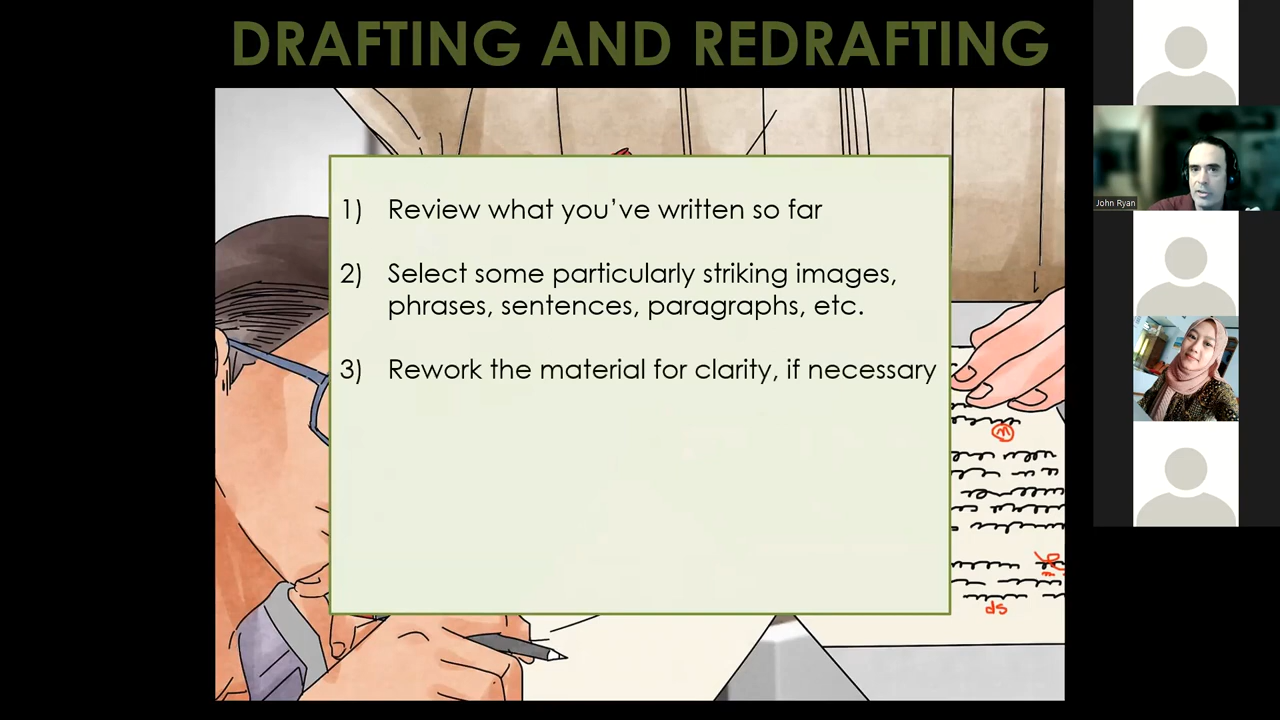 DRAFTING AND REDRAFTING
1) Review what you’ve written so far
2) Select some particularly striking images,
phrases, sentences, paragraphs, etc.
3) Rework the material for clarity, if necessary
John Ryan
ds